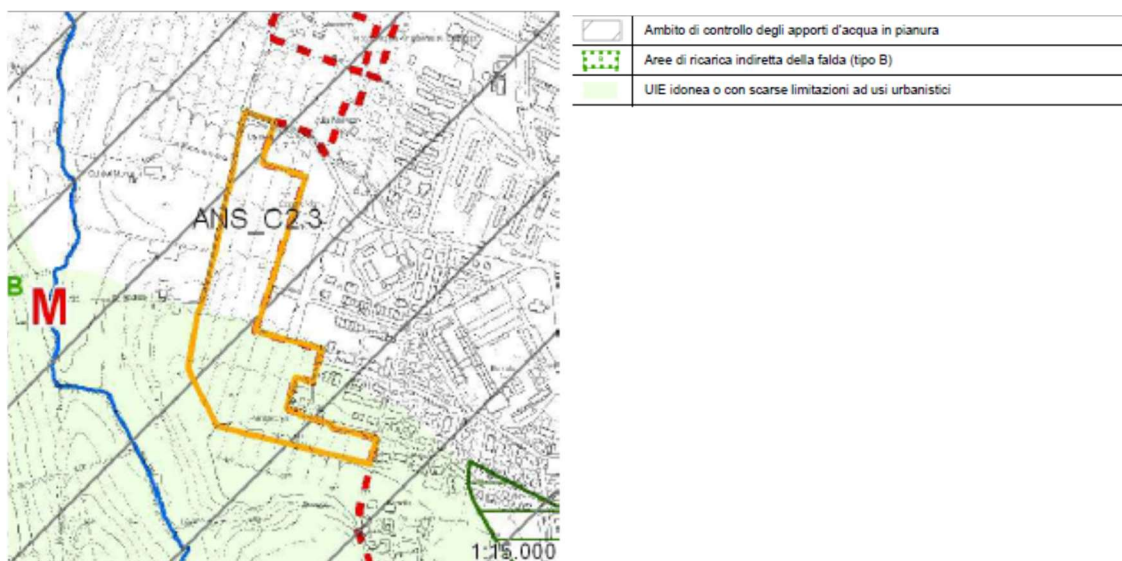 Ambito di controllo degli apporti d'acqua in pianura
Aree di ricarica indiretta della falda (tipo B)
UIE idonea o con scarse limitazioni ad usi urbanistici
ANS_C2.3
B
M
1:15.000